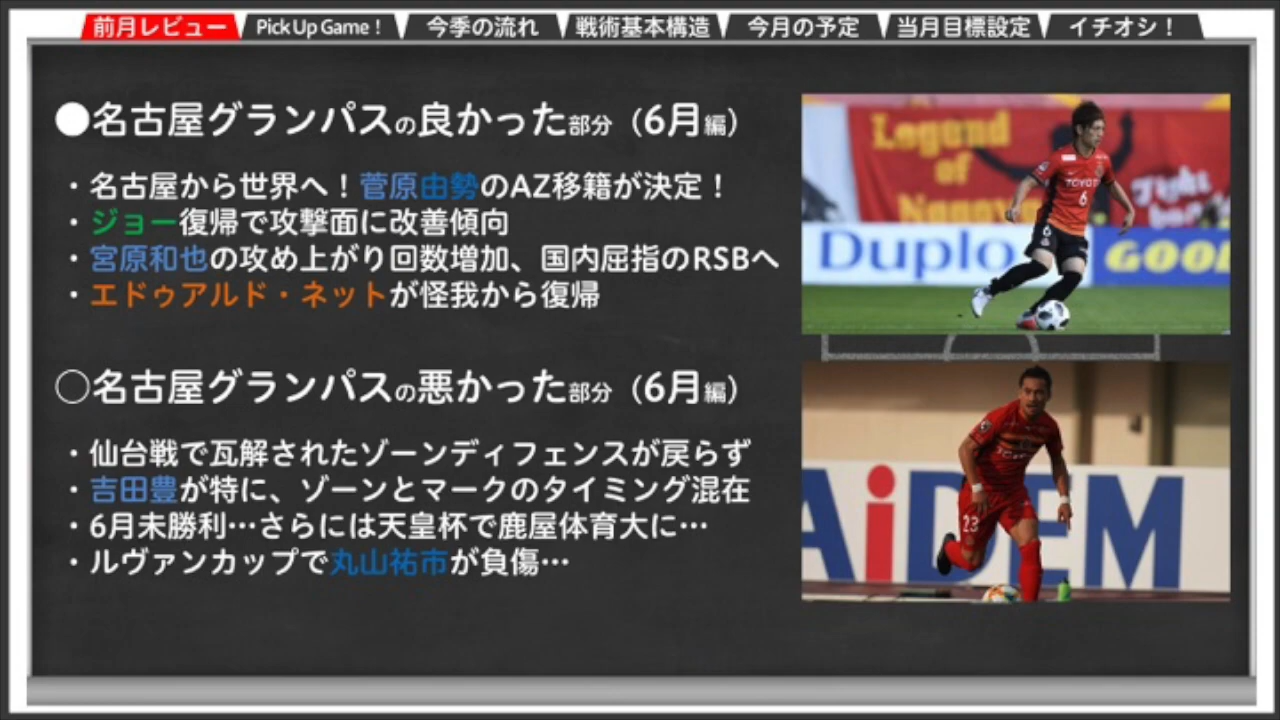 前月レビュー Pick Up Game！ 今季の流れ 戦術基本構造 今月の予定 当月目標設定 イチオシ！
●名古屋グランパスの良かった部分（6月編）
・名古屋から世界へ！菅原由勢のAZ移籍が決定！
・ジョー復帰で攻撃面に改善傾向
・宮原和也の攻め上がり回数増加、国内屈指のRSBへ
・エドゥアルド・ネットが怪我から復帰
○名古屋グランパスの悪かった部分（6月編）
・仙台戦で瓦解されたゾーンディフェンスが戻らず
・吉田豊が特に、ゾーンとマークのタイミング混在
・6月未勝利…さらには天皇杯で鹿屋体育大に…
・ルヴァンカップで丸山祐市が負傷…
Legend
of
Nagoya
TOYOTA
6
Duplo
GOO
AiDEM
23